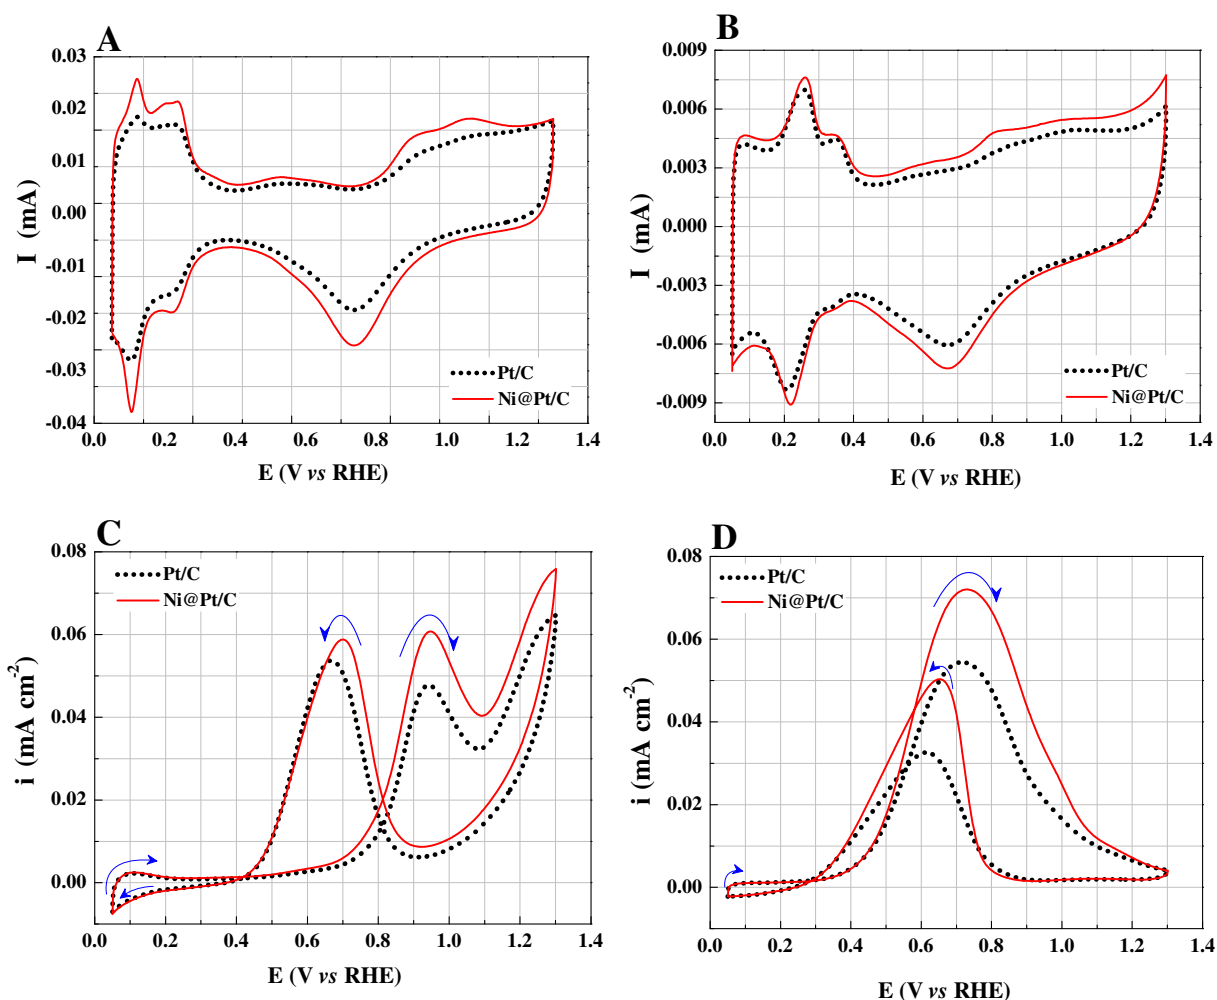 A
0.03
0.02
0.01
0.00
-0.01
-0.02
-0.03
-0.04
I (mA)
Pt/C
Ni@Pt/C
0.0 0.4 0.6 0.8 1.0 1.2 1.4
E (V vs RHE)
B
0.009
0.006
0.003
0.000
-0.003
-0.006
-0.009
I (mA)
Pt/C
Ni@Pt/C
0.0 0.2 0.4 0.6 0.8 1.0 1.2 1.4
E (V vs RHE)
C
0.08
0.06
0.04
0.02
0.00
i (mA cm-2)
Pt/C
Ni@Pt/C
0.0 0.2 0.4 0.6 0.8 1.0 1.2 1.4
E (V vs RHE)
D
0.08
0.06
0.04
0.02
0.00
i (mA cm-2)
Pt/C
Ni@Pt/C
0.0 0.2 0.4 0.6 0.8 1.0 1.2 1.4
E (V vs RHE)